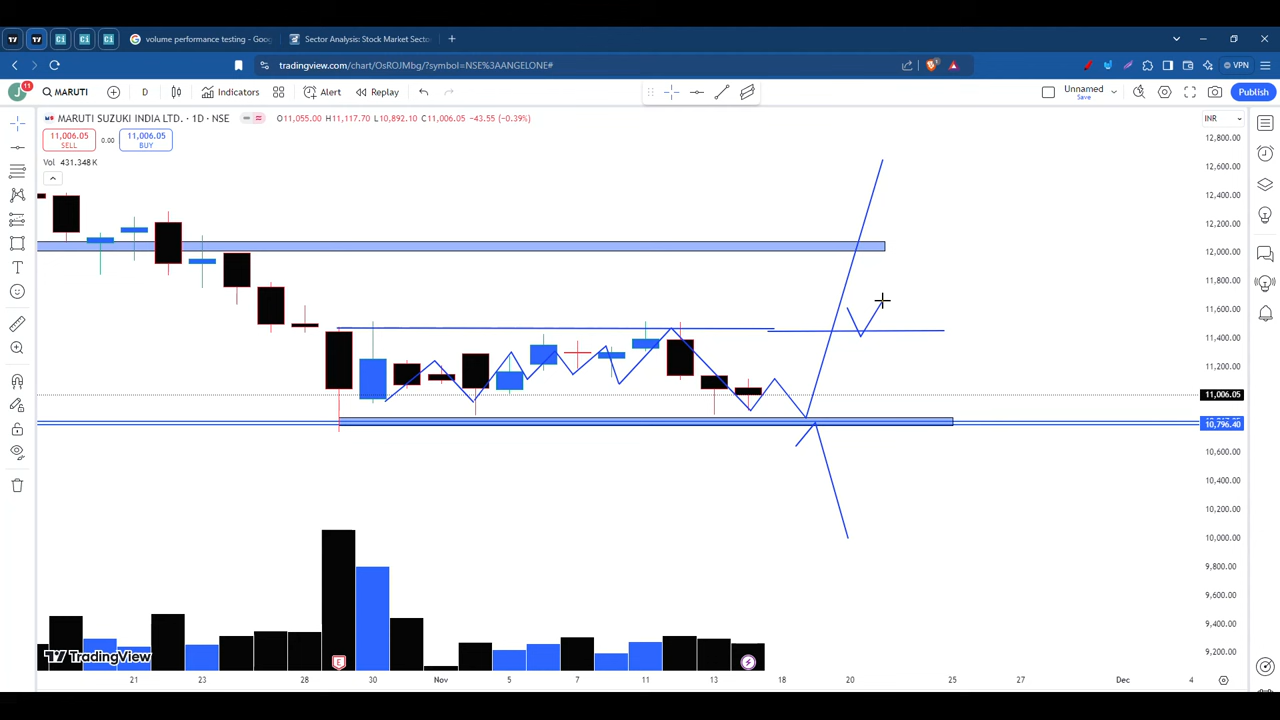 volume performance testing - Goog
Sector Analysis: Stock Market Secto
tradingview.com/chart/OsROJMbg/?symbol=NSE%3AANGELONE#
VPN
J 11
MARUTI
D
Indicators
Alert
Replay
Unnamed
Save
Publish
MARUTI SUZUKI INDIA LTD. · 1D · NSE
O11,055.00 H11,117.70 L10,892.10 C11,006.05 -43.55 (-0.39%)
INR
11,006.05
SELL
0.00
11,006.05
BUY
Vol 431.348 K
12,800.00
12,600.00
12,400.00
12,200.00
12,000.00
11,800.00
11,600.00
11,400.00
11,200.00
11,006.05
10,796.40
10,600.00
10,400.00
10,200.00
10,000.00
9,800.00
9,600.00
9,400.00
9,200.00
E
TradingView
21
23
28
30
Nov
5
7
11
13
18
20
25
27
Dec
4